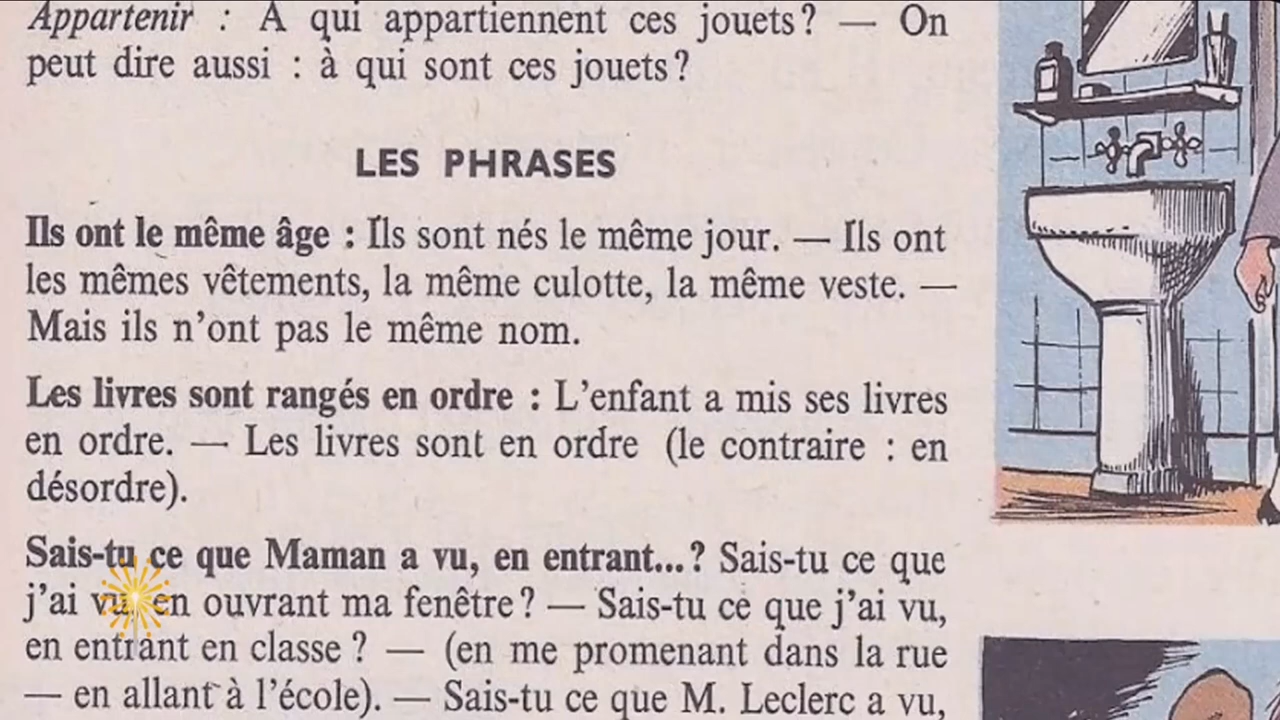 Appartenir : A qui appartiennent ces jouets? — On
peut dire aussi : à qui sont ces jouets?
LES PHRASES
Ils ont le même âge : Ils sont nés le même jour. — Ils ont
les mêmes vêtements, la même culotte, la même veste. —
Mais ils n'ont pas le même nom.
Les livres sont rangés en ordre : L'enfant a mis ses livres
en ordre. — Les livres sont en ordre (le contraire : en
désordre).
Sais-tu ce que Maman a vu, en entrant...? Sais-tu ce que
j'ai vu, en ouvrant ma fenêtre? — Sais-tu ce que j'ai vu,
en entrant en classe? — (en me promenant dans la rue
— en allant à l'école). — Sais-tu ce que M. Leclerc a vu,